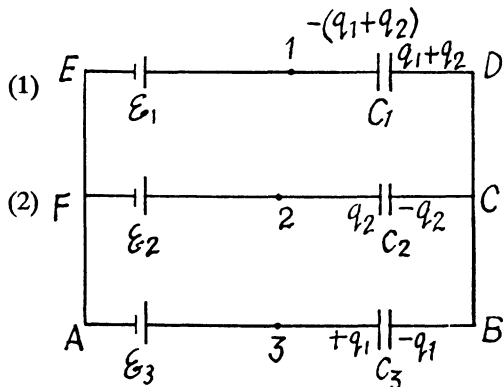 -(q1+q2)
E 1 q1+q2 D
(1)
ℰ1 C1
(2) F C
ℰ2 2 q2 -q2
C2
A 3 +q1 -q1 B
ℰ3 C3